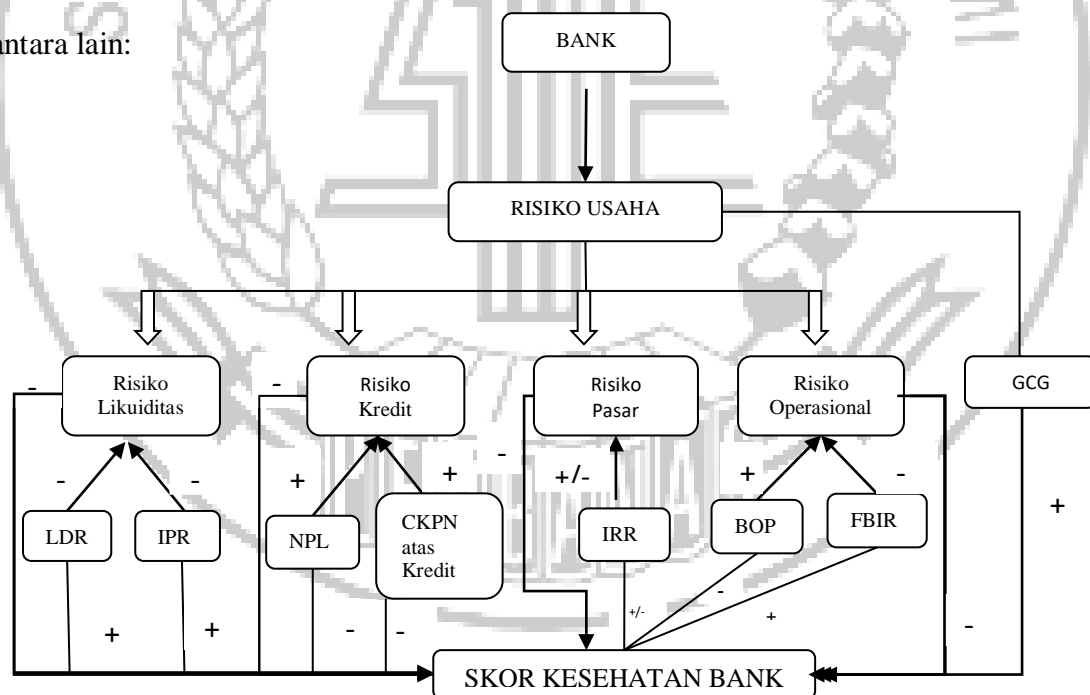 antara lain:
BANK
RISIKO USAHA
-
Risiko
Likuiditas
-
Risiko
Kredit
Risiko
Pasar
Risiko
Operasional
-
GCG
-
-
-
+
+
-
+/-
+
-
+
LDR
IPR
NPL
CKPN
atas
Kredit
IRR
BOP
FBIR
+
+
-
-
+/-
-
+
-
SKOR KESEHATAN BANK